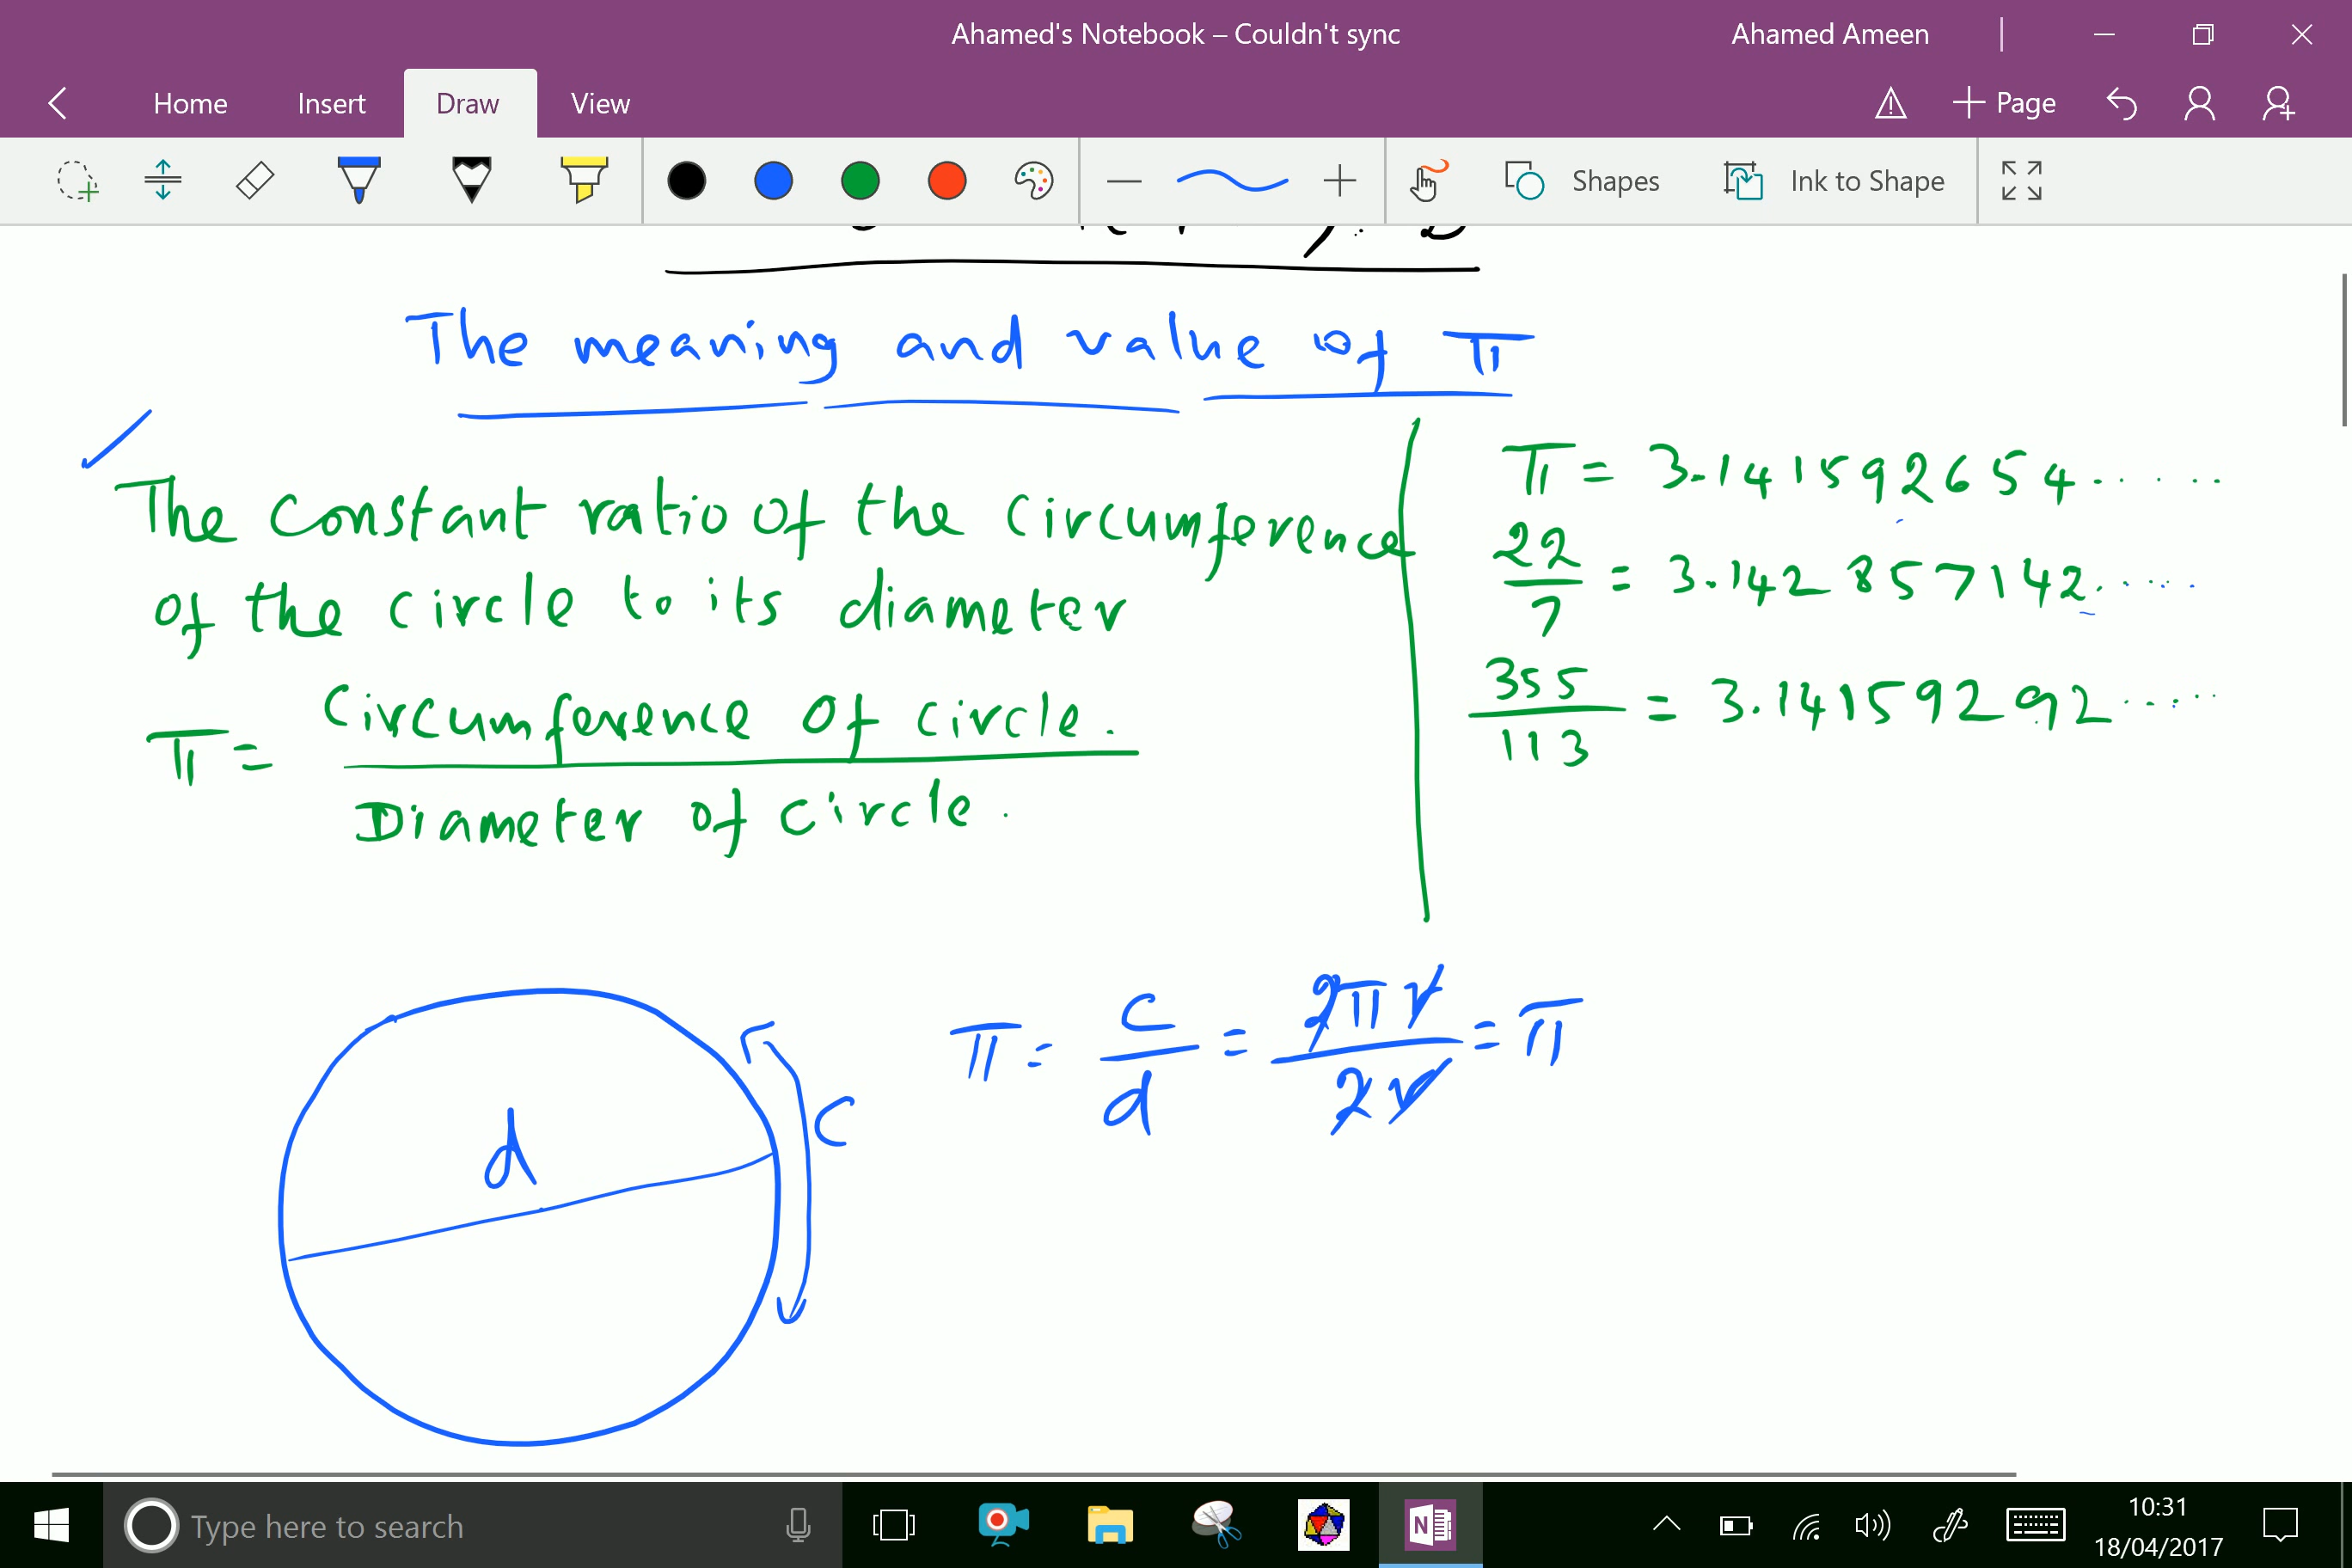 Ahamed's Notebook – Couldn't sync
Ahamed Ameen
Home Insert Draw View
Page
Shapes Ink to Shape
The meaning and value of π
The constant ratio of the circumference
of the circle to its diameter
π = Circumference of circle.
Diameter of circle.
π = 3.141592654.....
22
7
= 3.142857142.....
355
113
= 3.14159292.....
d
C
π = C/d = 2πr/2r = π
Type here to search
N
10:31
18/04/2017